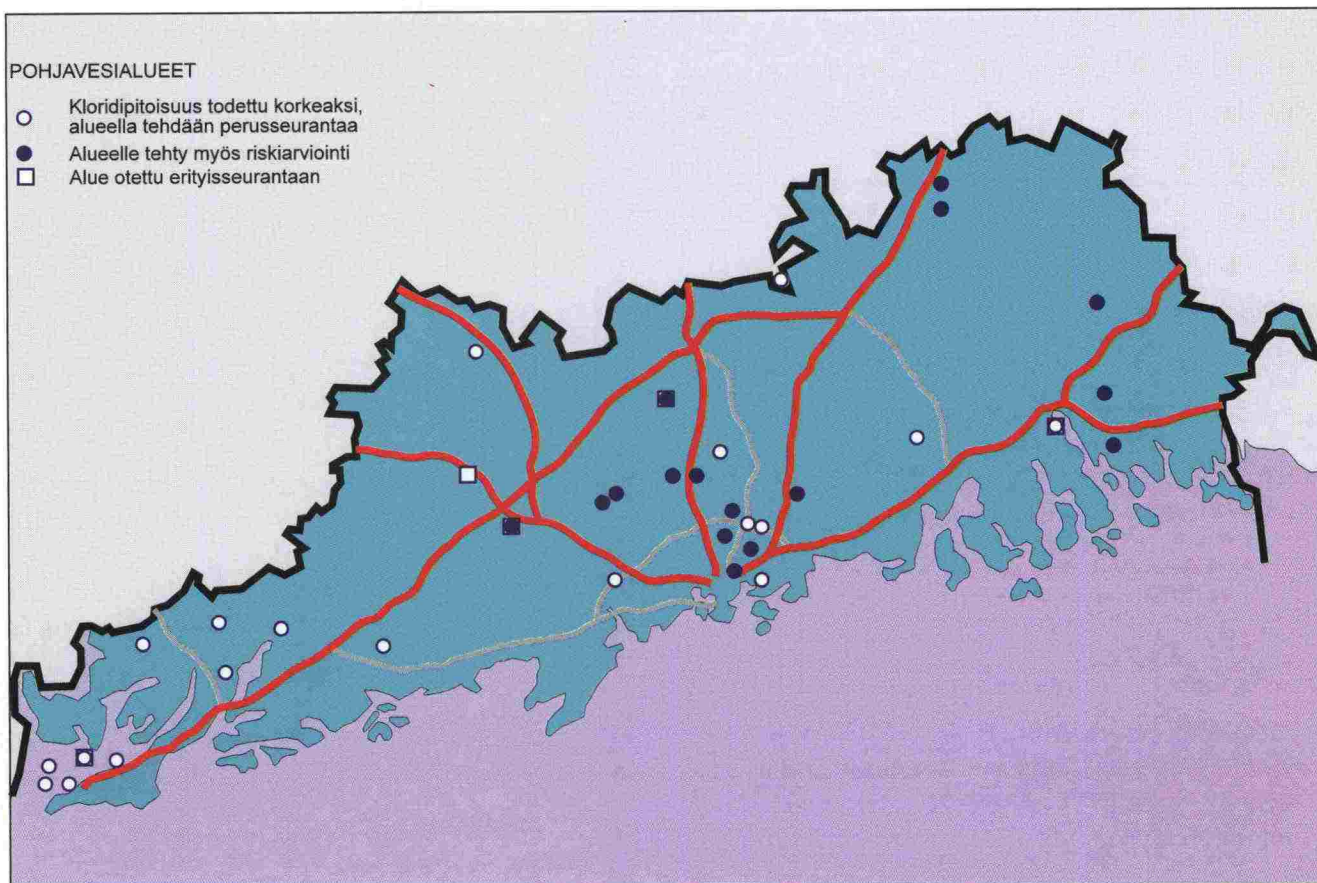 POHJAVESIALUEET
Kloridipitoisuus todettu korkeaksi,
alueella tehdään perusseurantaa
Alueelle tehty myös riskiarviointi
Alue otettu erityisseurantaan